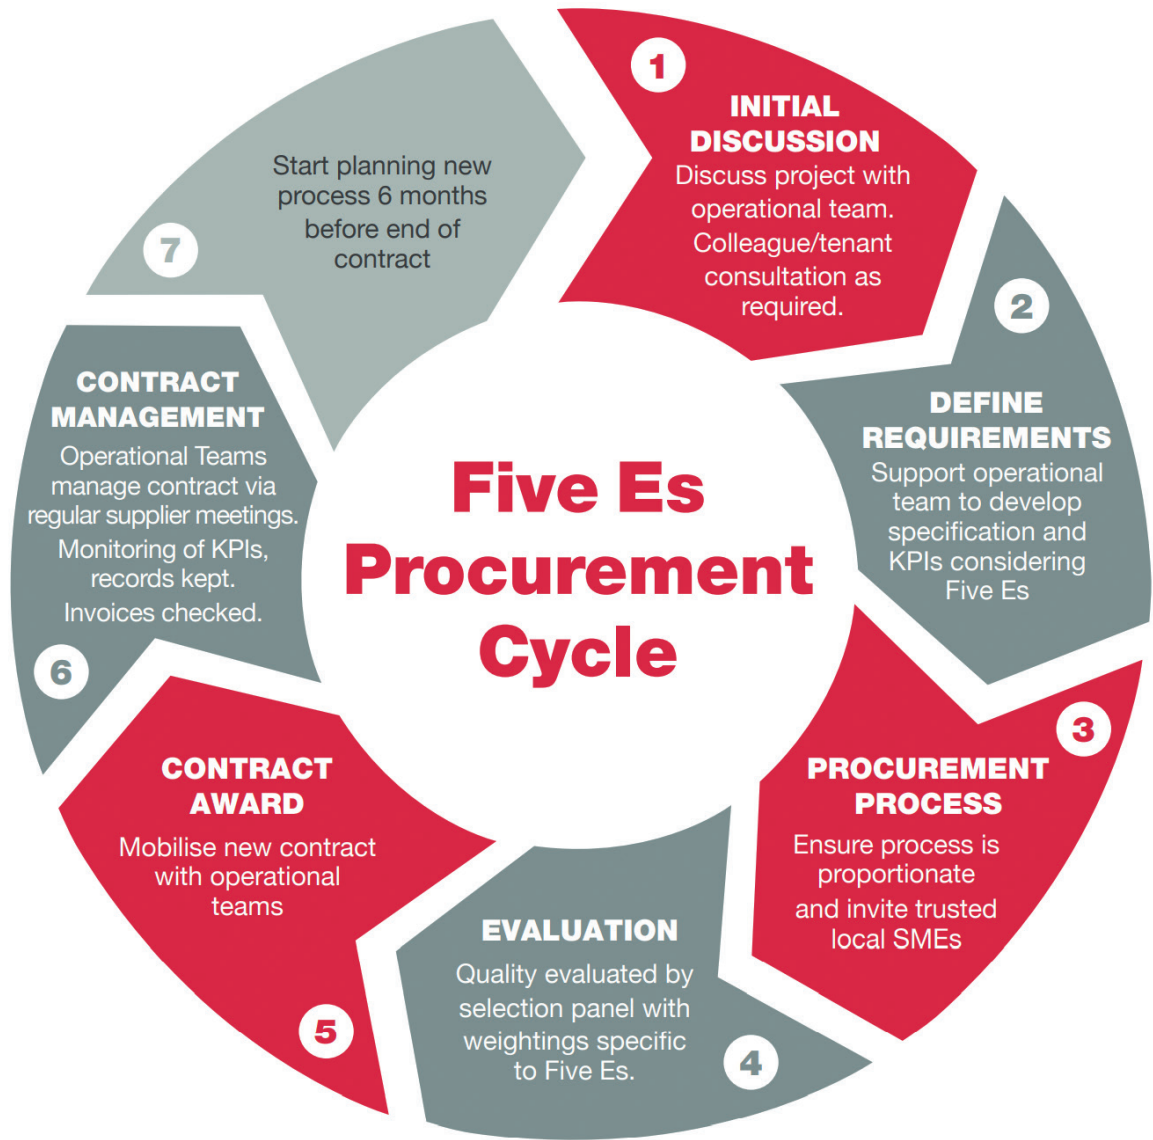 Five Es
Procurement
Cycle
1
INITIAL
DISCUSSION
Discuss project with
operational team.
Colleague/tenant
consultation as
required.
2
DEFINE
REQUIREMENTS
Support operational
team to develop
specification and
KPIs considering
Five Es
3
PROCUREMENT
PROCESS
Ensure process is
proportionate
and invite trusted
local SMEs
4
EVALUATION
Quality evaluated by
selection panel with
weightings specific
to Five Es.
5
CONTRACT
AWARD
Mobilise new contract
with operational
teams
6
CONTRACT
MANAGEMENT
Operational Teams
manage contract via
regular supplier meetings.
Monitoring of KPIs,
records kept.
Invoices checked.
7
Start planning new
process 6 months
before end of
contract